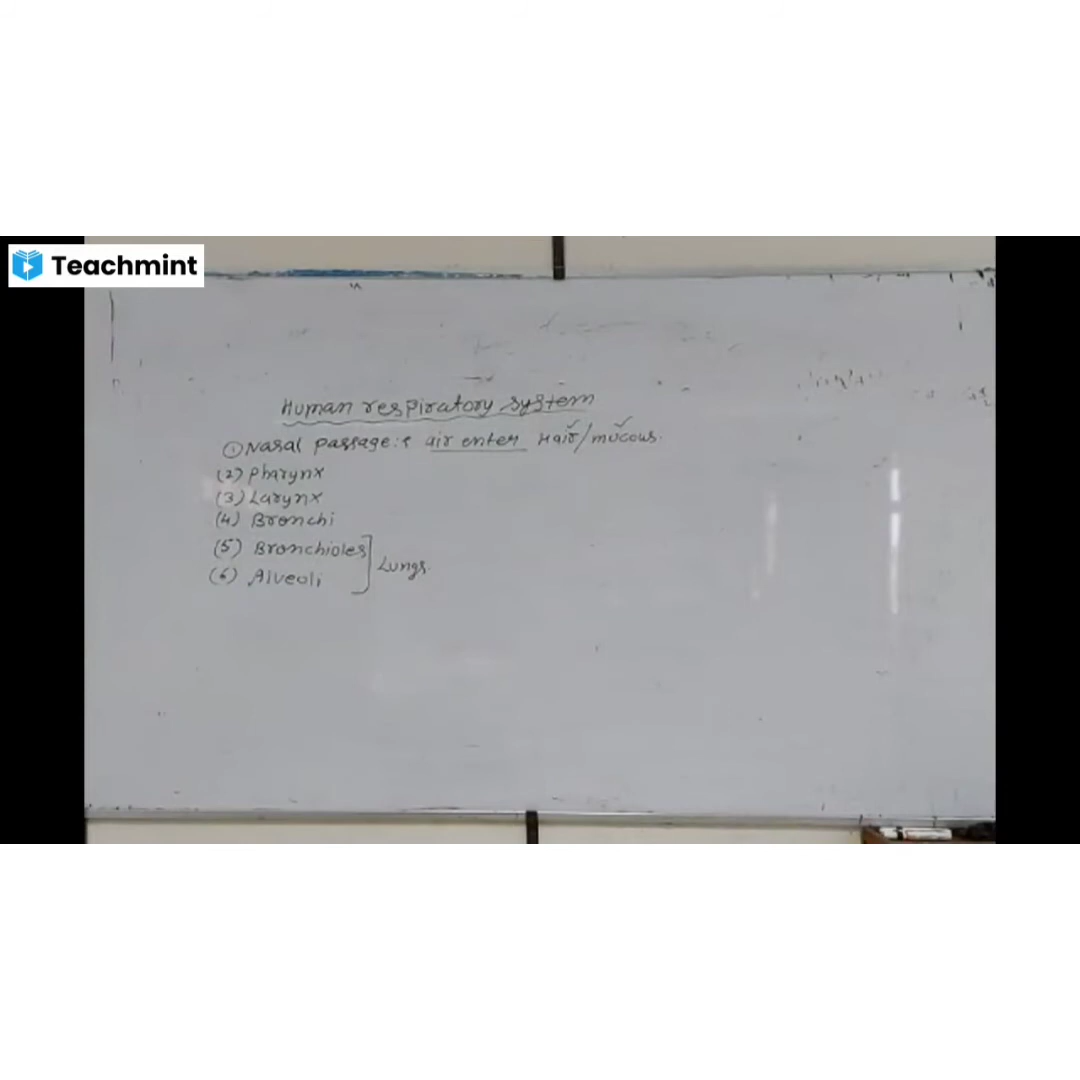 Teachmint
Human respiratory system
① Nasal passage:- air enter Hair/mucous.
(2) Pharynx
(3) Larynx
(4) Bronchi
(5) Bronchioles
(6) Alveoli
Lungs.